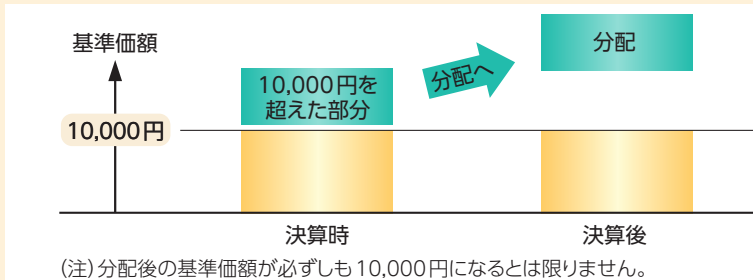 基準価額
分配
10,000円を
超えた部分
分配へ
10,000円
決算時
決算後
(注)分配後の基準価額が必ずしも10,000円になるとは限りません。